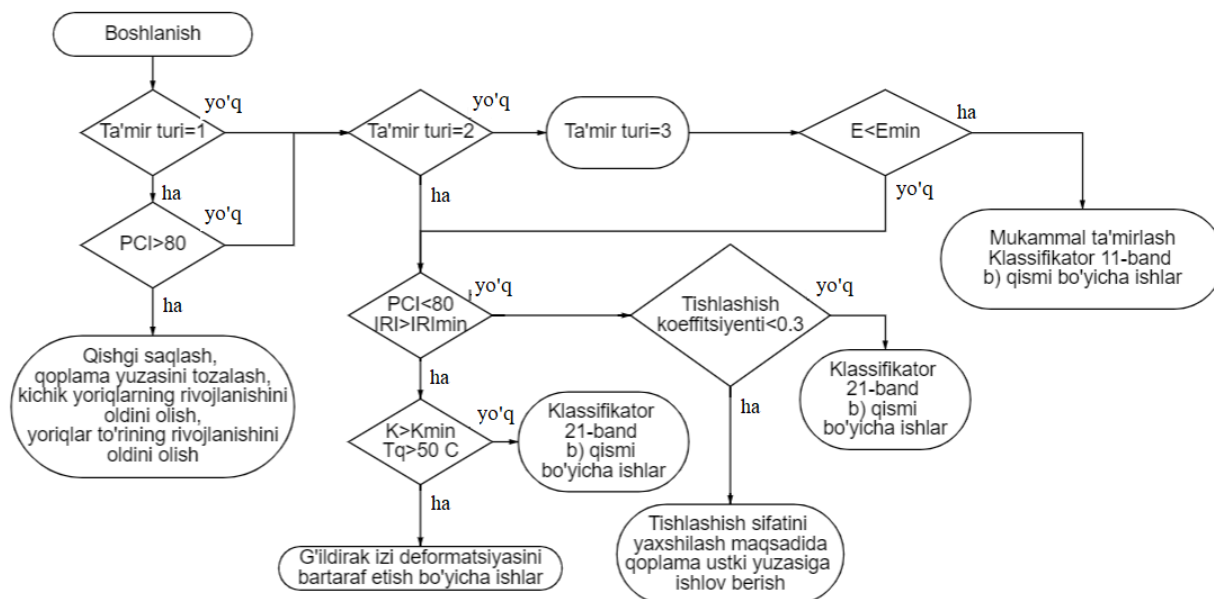 Boshlanish
Ta'mir turi=1
yo'q
Ta'mir turi=2
yo'q
Ta'mir turi=3
E<Emin
ha
ha
ha
yo'q
PCI>80
yo'q
Mukammal ta'mirlash
Klassifikator 11-band
b) qismi bo'yicha ishlar
ha
PCI<80
IRI>IRImin
yo'q
Tishlashish
koeffitsiyenti<0.3
yo'q
Qishgi saqlash,
qoplama yuzasini tozalash,
kichik yoriqlarning rivojlanishini
oldini olish,
yoriqlar to'rining rivojlanishini
oldini olish
ha
ha
Klassifikator
21-band
b) qismi
bo'yicha ishlar
K>Kmin
Tq>50 C
yo'q
Klassifikator
21-band
b) qismi
bo'yicha ishlar
ha
G'ildirak izi deformatsiyasini
bartaraf etish bo'yicha ishlar
Tishlashish sifatini
yaxshilash maqsadida
qoplama ustki yuzasiga
ishlov berish